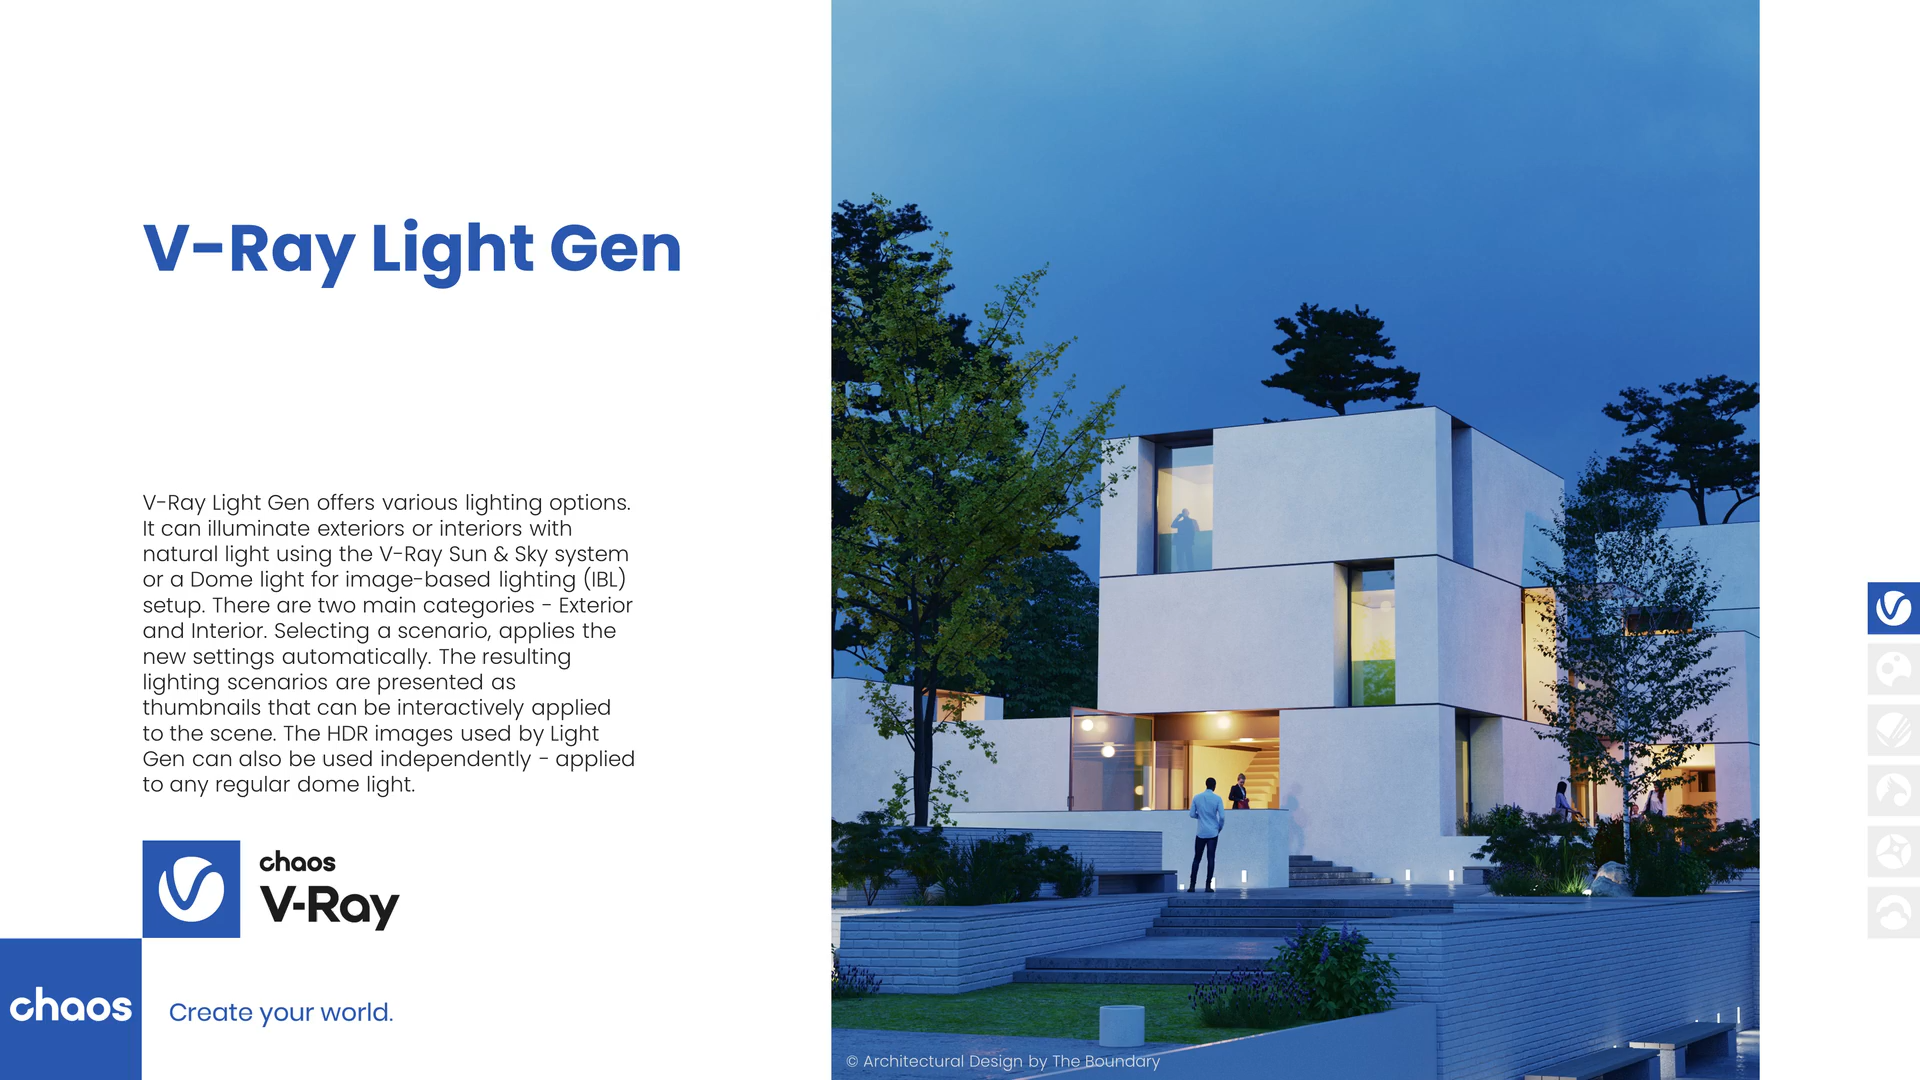 V-Ray Light Gen
V-Ray Light Gen offers various lighting options.
It can illuminate exteriors or interiors with
natural light using the V-Ray Sun & Sky system
or a Dome light for image-based lighting (IBL)
setup. There are two main categories - Exterior
and Interior. Selecting a scenario, applies the
new settings automatically. The resulting
lighting scenarios are presented as
thumbnails that can be interactively applied
to the scene. The HDR images used by Light
Gen can also be used independently - applied
to any regular dome light.
chaos
V-Ray
chaos
Create your world.
© Architectural Design by The Boundary